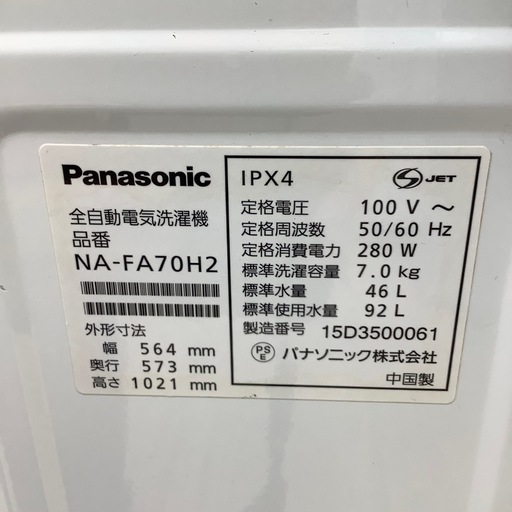 Panasonic
全自動電気洗濯機
品番
NA-FA70H2
外形寸法
幅 564 mm
奥行 573 mm
高さ 1021 mm
IPX4
S JET
定格電圧 100 V ～
定格周波数 50/60 Hz
定格消費電力 280 W
標準洗濯容量 7.0 kg
標準水量 46 L
標準使用水量 92 L
製造番号 15D3500061
PSE パナソニック株式会社
中国製